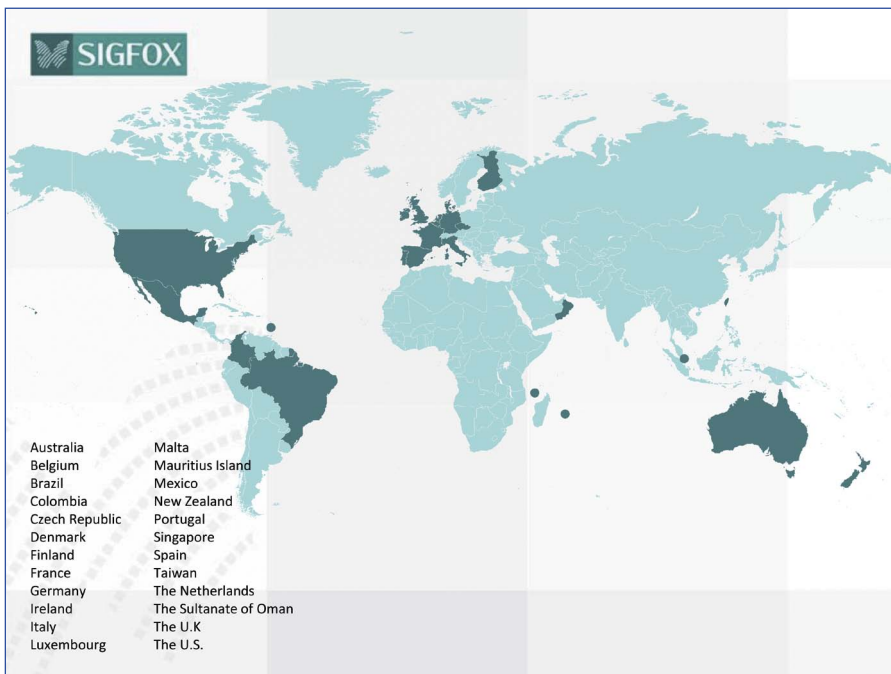 SIGFOX
Australia
Belgium
Brazil
Colombia
Czech Republic
Denmark
Finland
France
Germany
Ireland
Italy
Luxembourg
Malta
Mauritius Island
Mexico
New Zealand
Portugal
Singapore
Spain
Taiwan
The Netherlands
The Sultanate of Oman
The U.K
The U.S.